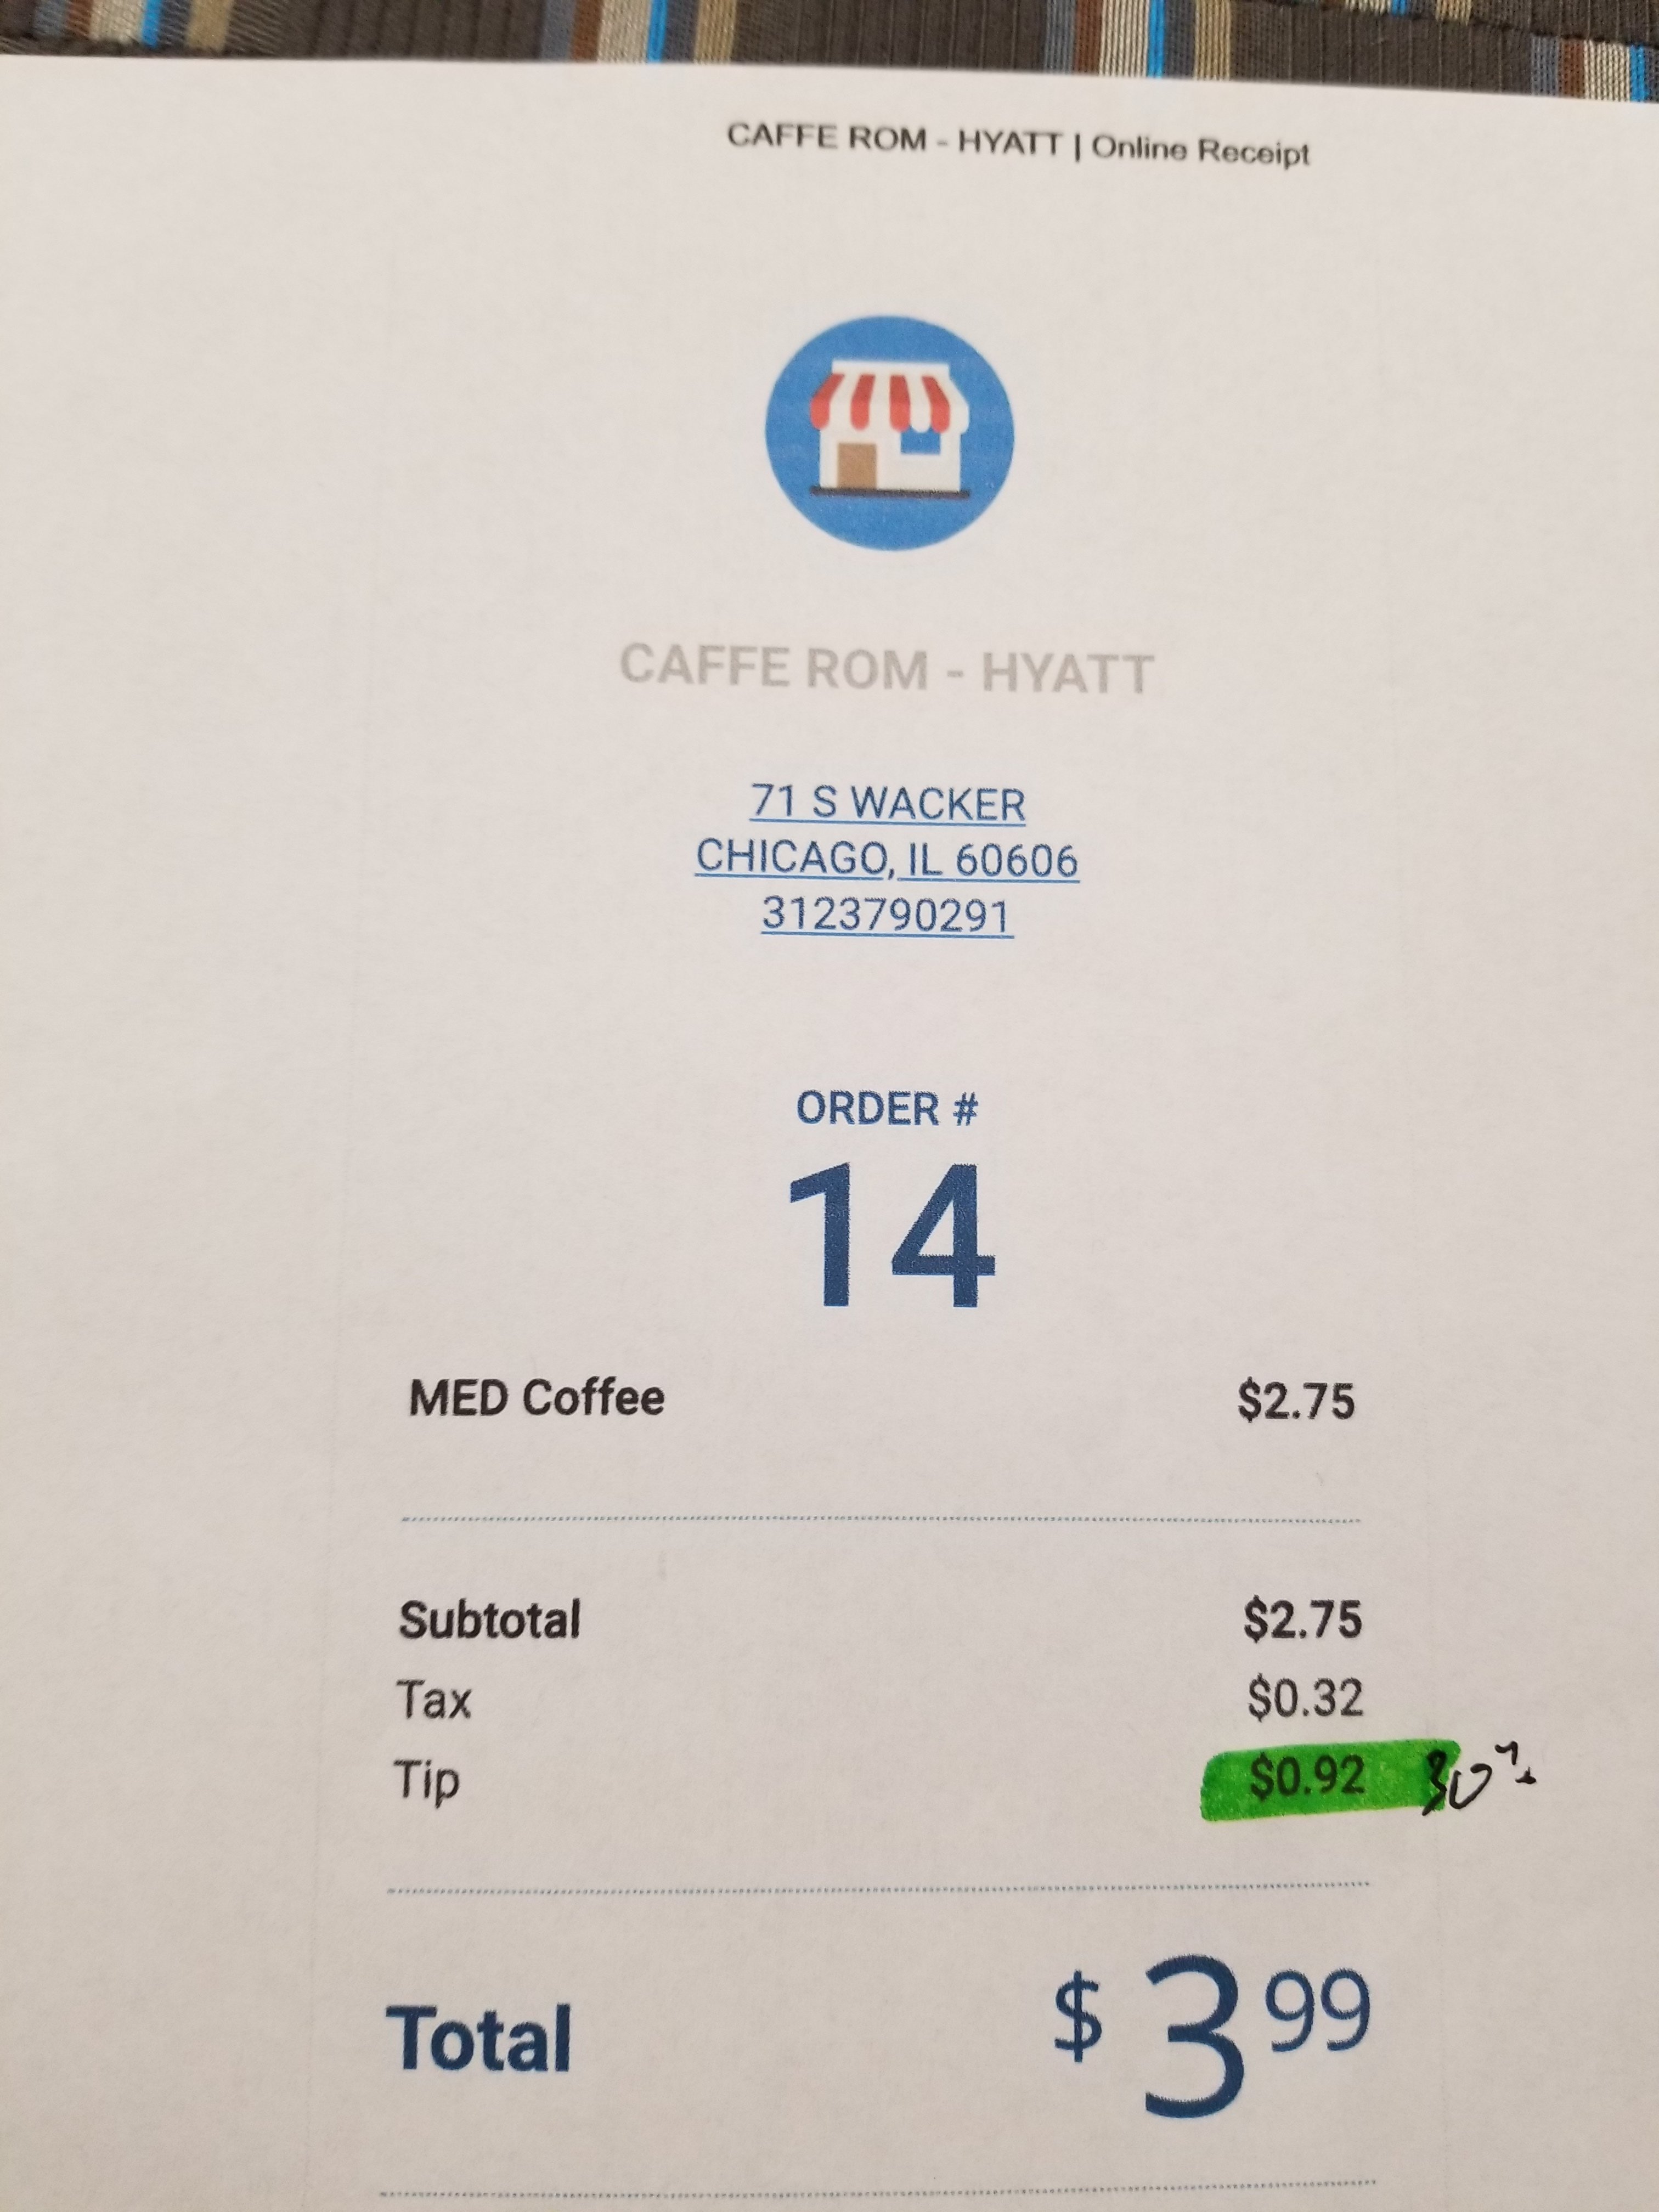 CAFFE ROM - HYATT | Online Receipt
CAFFE ROM - HYATT
71 S WACKER
CHICAGO, IL 60606
3123790291
ORDER #
14
MED Coffee $2.75
Subtotal $2.75
Tax $0.32
Tip $0.92 30%
Total $3 99